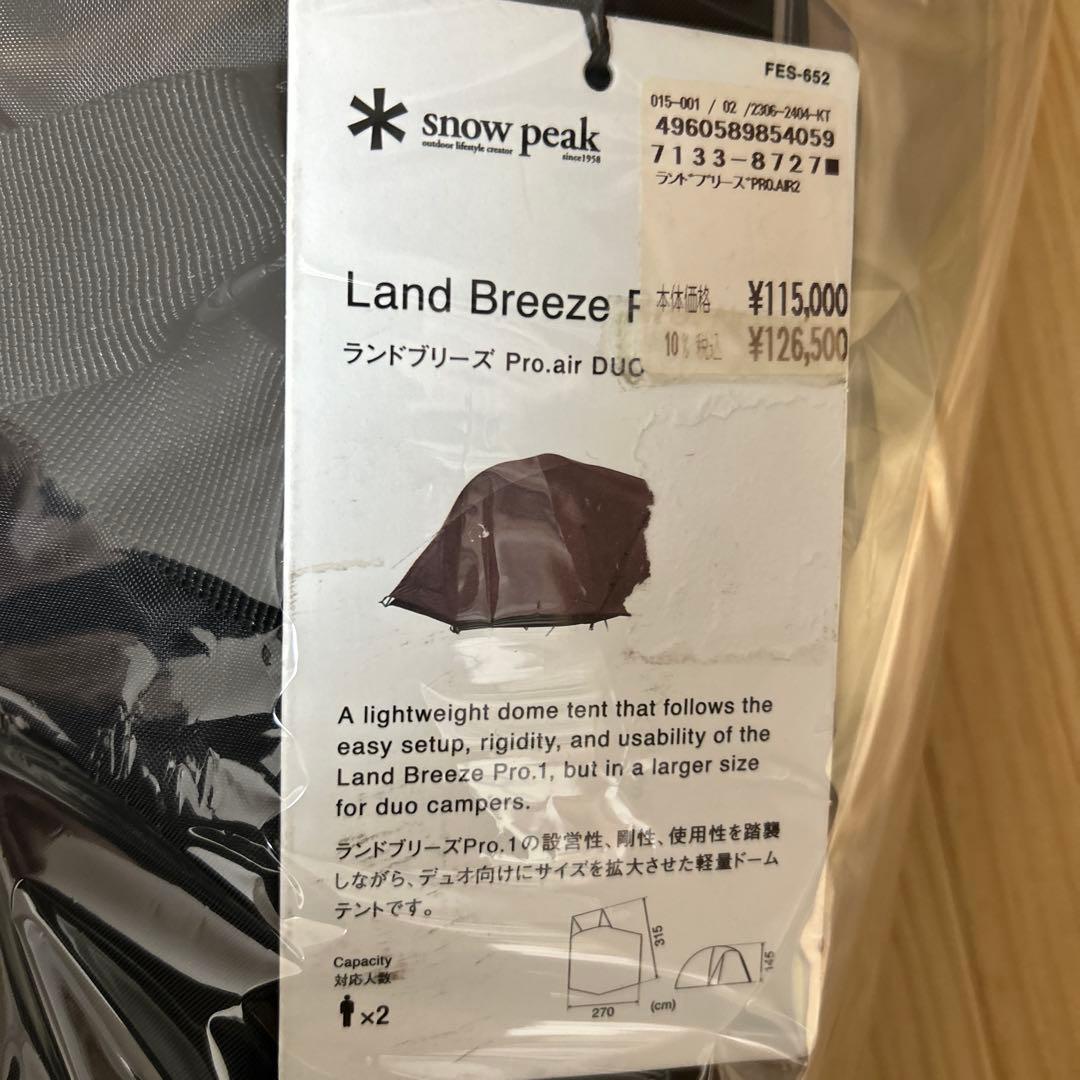 FES-652
015-001 / 02 /2306-2404-KT
4960589854059
7133-8727■
ランドブリーズPRO.AIR2
snow peak
outdoor lifestyle creator
since1958
Land Breeze
本体価格 ¥115,000
10% 税込 ¥126,500
ランドブリーズ Pro.air DUO
A lightweight dome tent that follows the
easy setup, rigidity, and usability of the
Land Breeze Pro.1, but in a larger size
for duo campers.
ランドブリーズPro.1の設営性、剛性、使用性を踏襲
しながら、デュオ向けにサイズを拡大させた軽量ドーム
テントです。
Capacity
対応人数
×2
315
145
270
(cm)